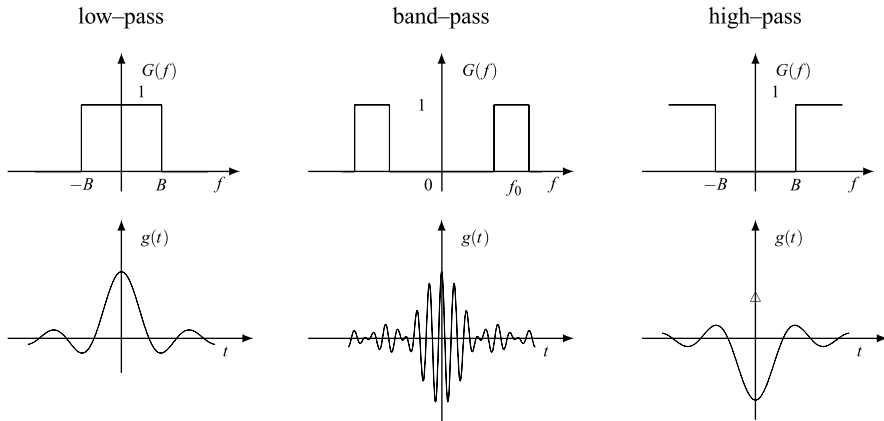 low–pass
band–pass
high–pass
G(f)
1
−B
B
f
G(f)
1
0
f₀
f
G(f)
1
−B
B
f
g(t)
t
g(t)
t
g(t)
t